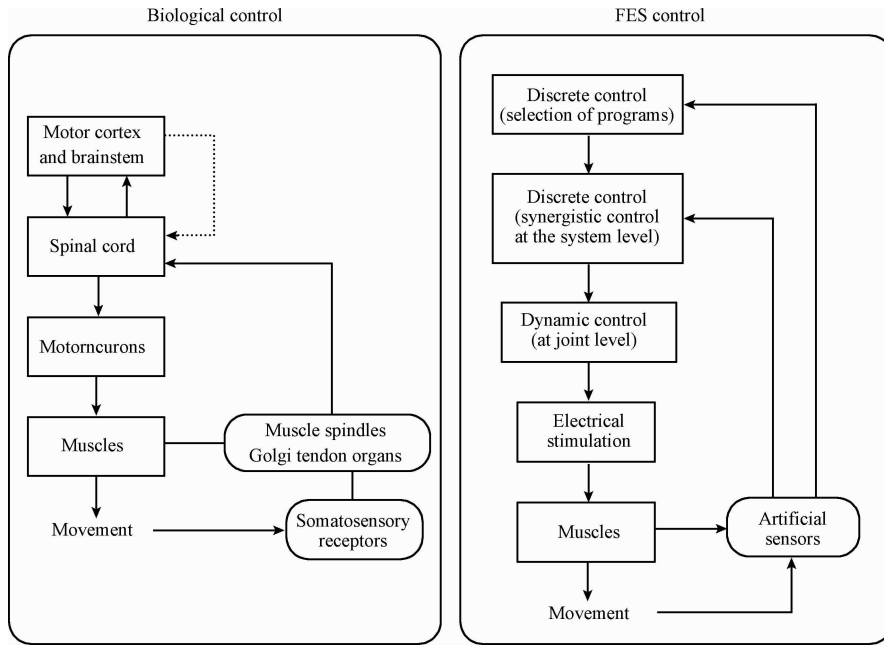 Biological control
Motor cortex
and brainstem
Spinal cord
Motorncurons
Muscles
Movement
Muscle spindles
Golgi tendon organs
Somatosensory
receptors
FES control
Discrete control
(selection of programs)
Discrete control
(synergistic control
at the system level)
Dynamic control
(at joint level)
Electrical
stimulation
Muscles
Movement
Artificial
sensors